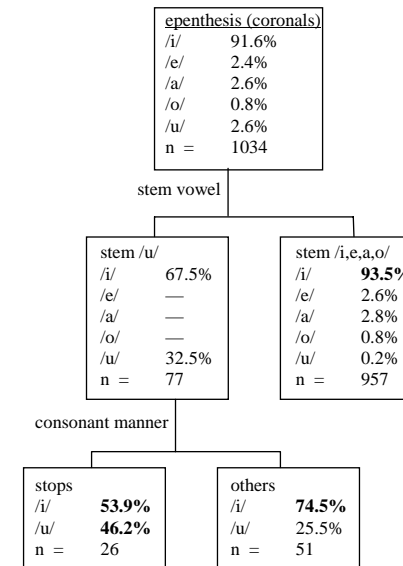 epenthesis (coronals)
/i/ 91.6%
/e/ 2.4%
/a/ 2.6%
/o/ 0.8%
/u/ 2.6%
n = 1034
stem vowel
stem /u/
/i/ 67.5%
/e/ —
/a/ —
/o/ —
/u/ 32.5%
n = 77
stem /i,e,a,o/
/i/ 93.5%
/e/ 2.6%
/a/ 2.8%
/o/ 0.8%
/u/ 0.2%
n = 957
consonant manner
stops
/i/ 53.9%
/u/ 46.2%
n = 26
others
/i/ 74.5%
/u/ 25.5%
n = 51